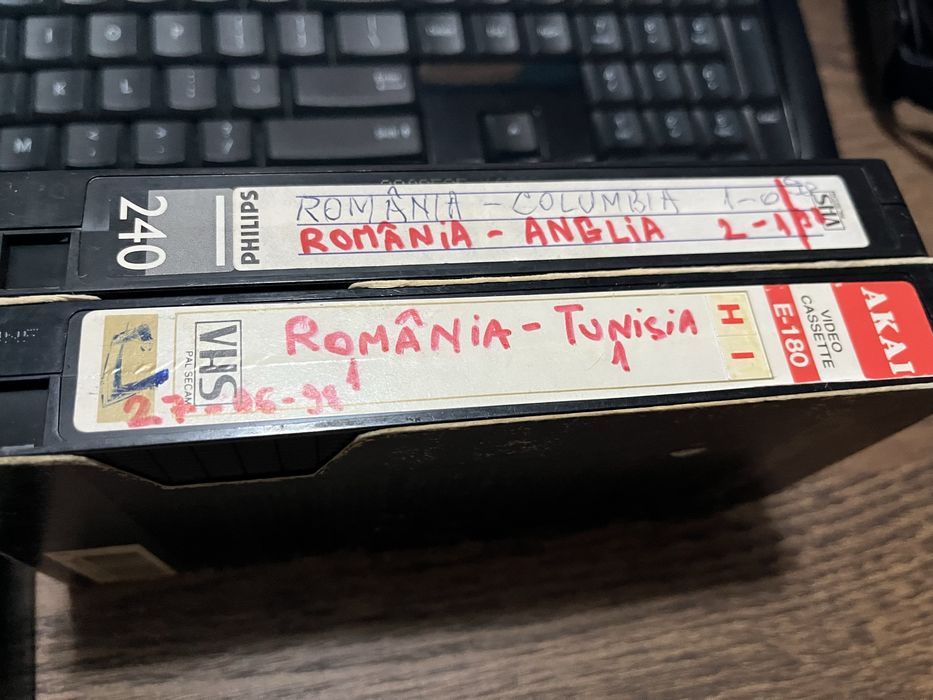 240
PHILIPS
ROMÂNIA - COLUMBIA 1-0
ROMÂNiA - ANGLiA 2-1
VHS
VHS
PAL SECAM
ROMÂNiA - TUNiSiA
1 1
H I
E-180
VIDEO CASSETTE
AKAI
M